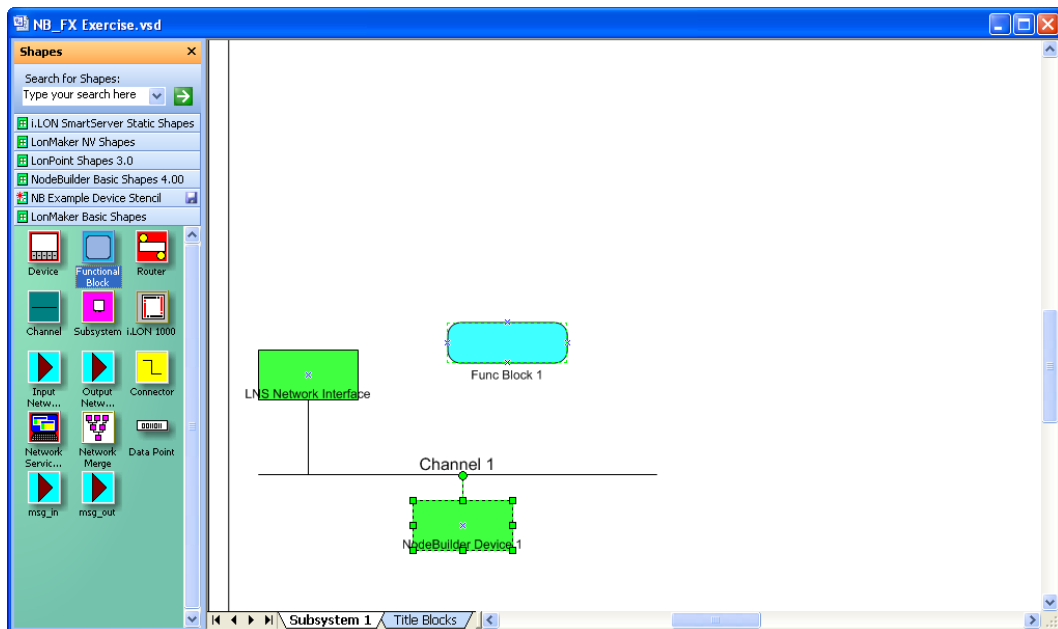 NB_FX Exercise.vsd
Shapes
Search for Shapes:
Type your search here
i.LON SmartServer Static Shapes
LonMaker NV Shapes
LonPoint Shapes 3.0
NodeBuilder Basic Shapes 4.00
NB Example Device Stencil
LonMaker Basic Shapes
Device
Functional
Block
Router
Channel
Subsystem
i.LON 1000
Input
Netw...
Output
Netw...
Connector
Network
Servic...
Network
Merge
Data Point
msg_in
msg_out
Func Block 1
LNS Network Interface
Channel 1
NodeBuilder Device 1
Subsystem 1
Title Blocks